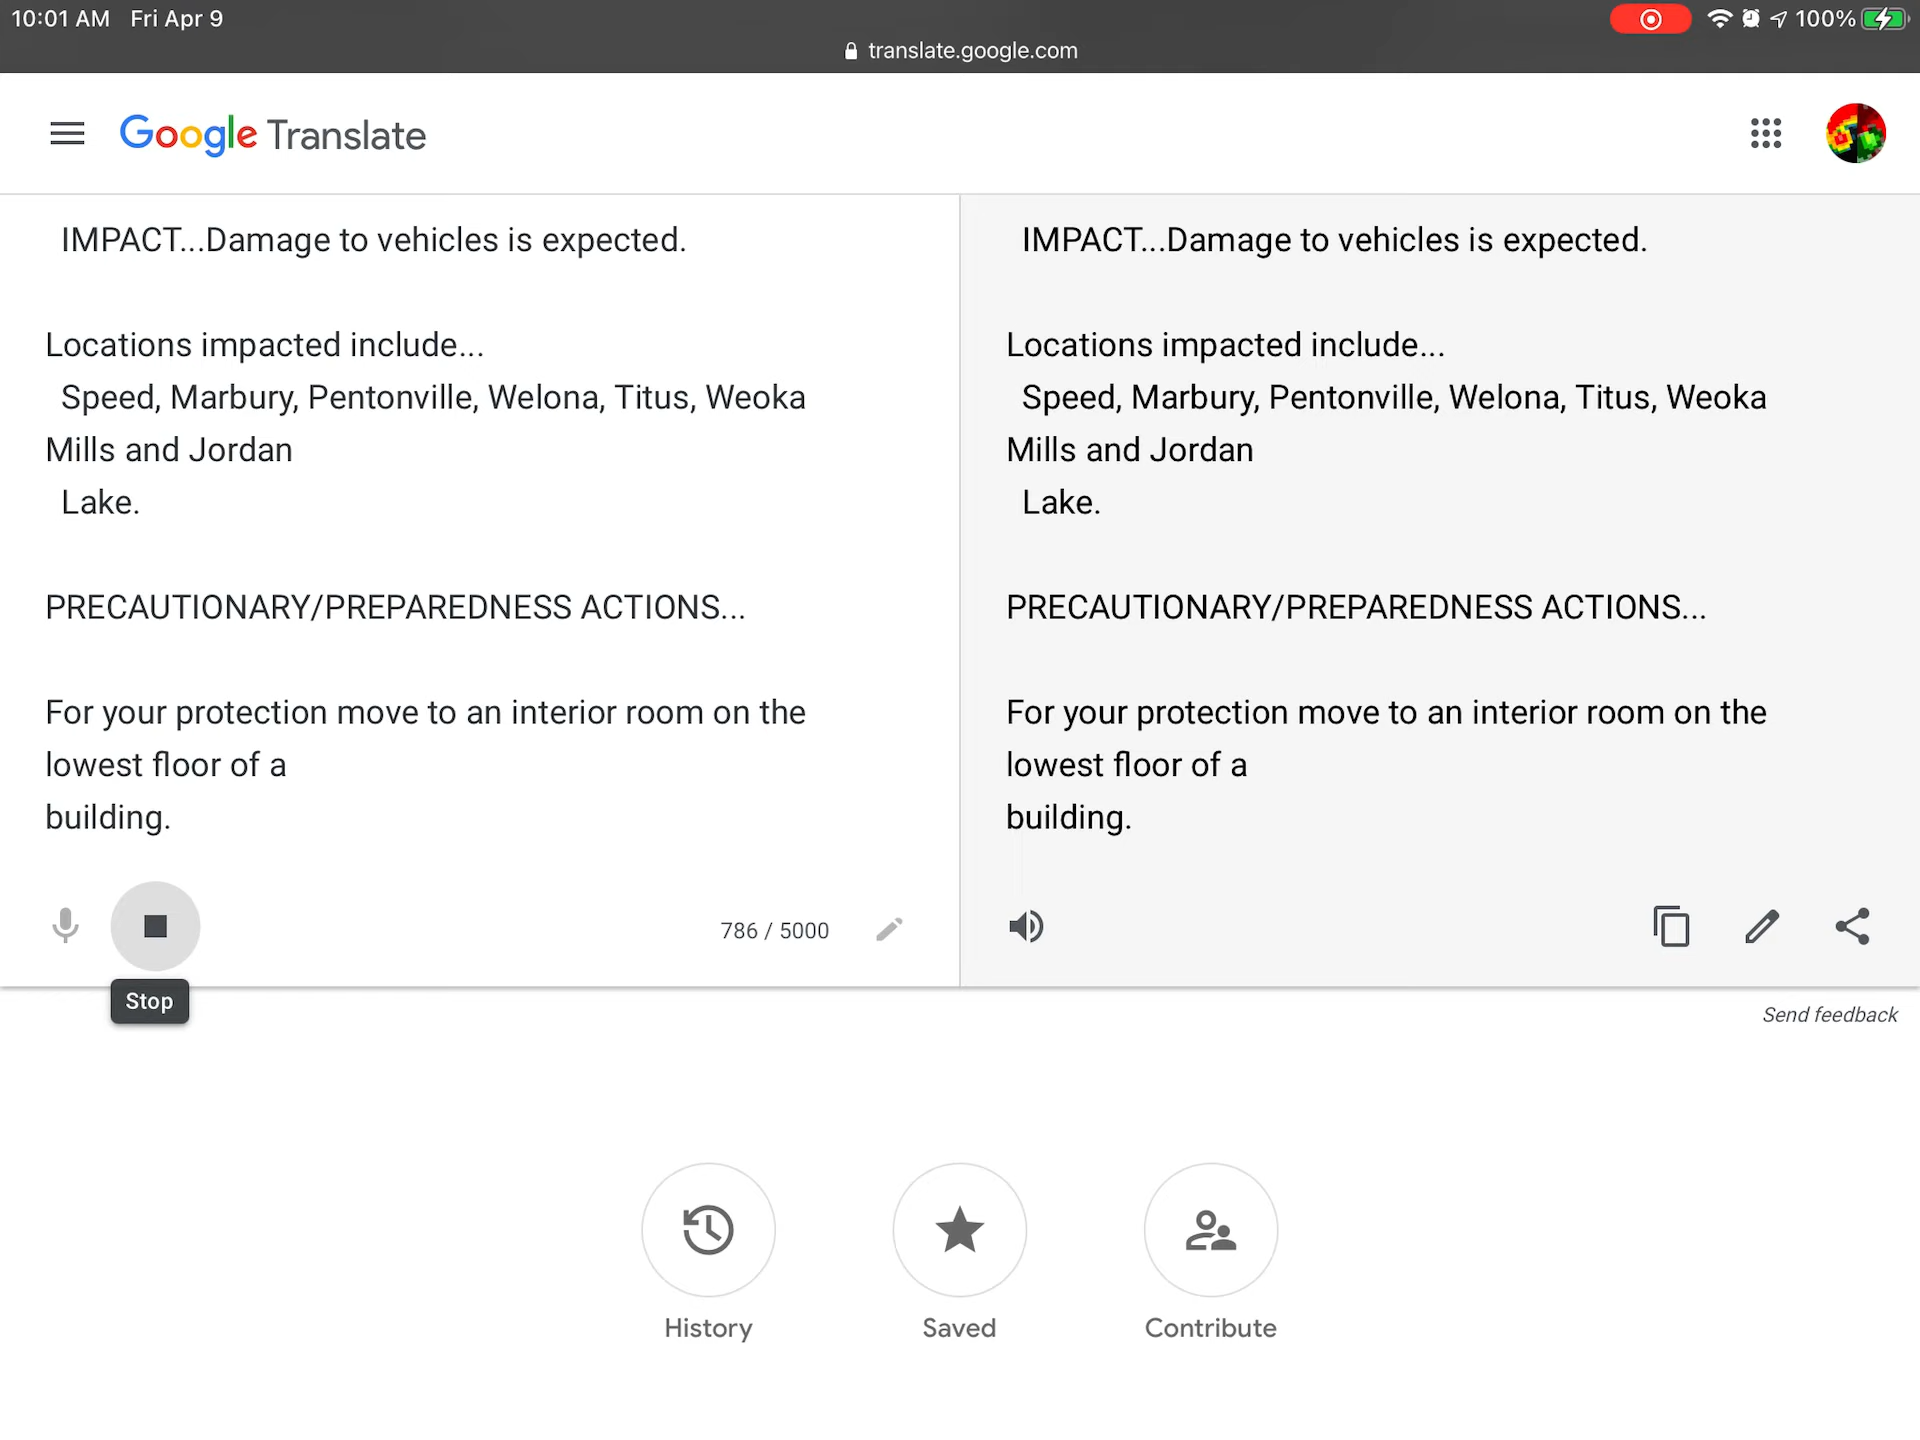 10:01 AM Fri Apr 9
100%
translate.google.com
Google Translate
IMPACT...Damage to vehicles is expected.
Locations impacted include...
Speed, Marbury, Pentonville, Welona, Titus, Weoka
Mills and Jordan
Lake.
PRECAUTIONARY/PREPAREDNESS ACTIONS...
For your protection move to an interior room on the
lowest floor of a
building.
786 / 5000
Stop
IMPACT...Damage to vehicles is expected.
Locations impacted include...
Speed, Marbury, Pentonville, Welona, Titus, Weoka
Mills and Jordan
Lake.
PRECAUTIONARY/PREPAREDNESS ACTIONS...
For your protection move to an interior room on the
lowest floor of a
building.
Send feedback
History
Saved
Contribute